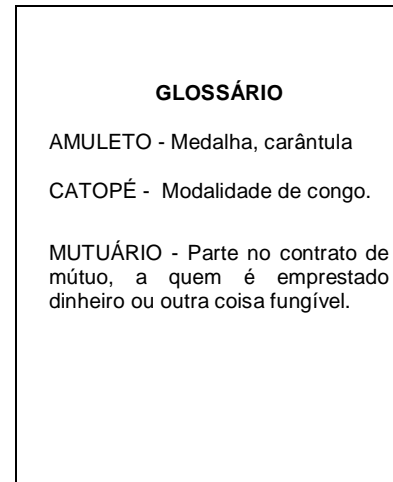 GLOSSÁRIO
AMULETO - Medalha, carântula
CATOPÉ -  Modalidade de congo.
MUTUÁRIO - Parte no contrato de
mútuo, a quem é emprestado
dinheiro ou outra coisa fungível.